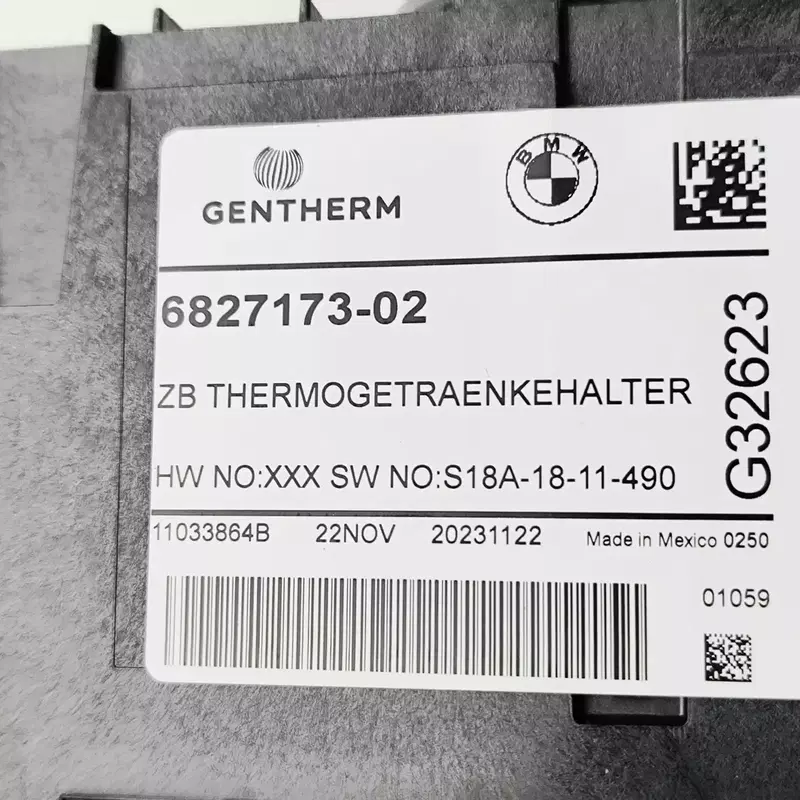 GENTHERM
BMW
6827173-02
ZB THERMOGETRAENKEHALTER
HW NO:XXX SW NO:S18A-18-11-490
G32623
11033864B 22NOV 20231122 Made in Mexico 0250
01059